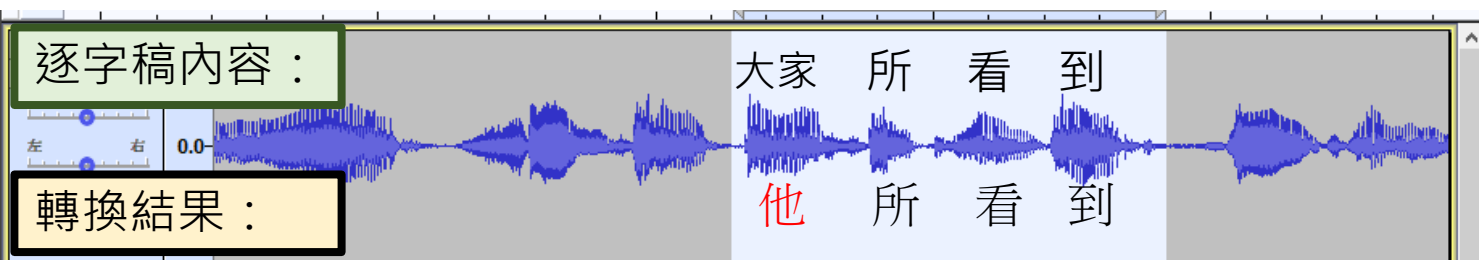 逐字稿內容：
大家 所 看 到
左 右 0.0-
轉換結果：
他 所 看 到